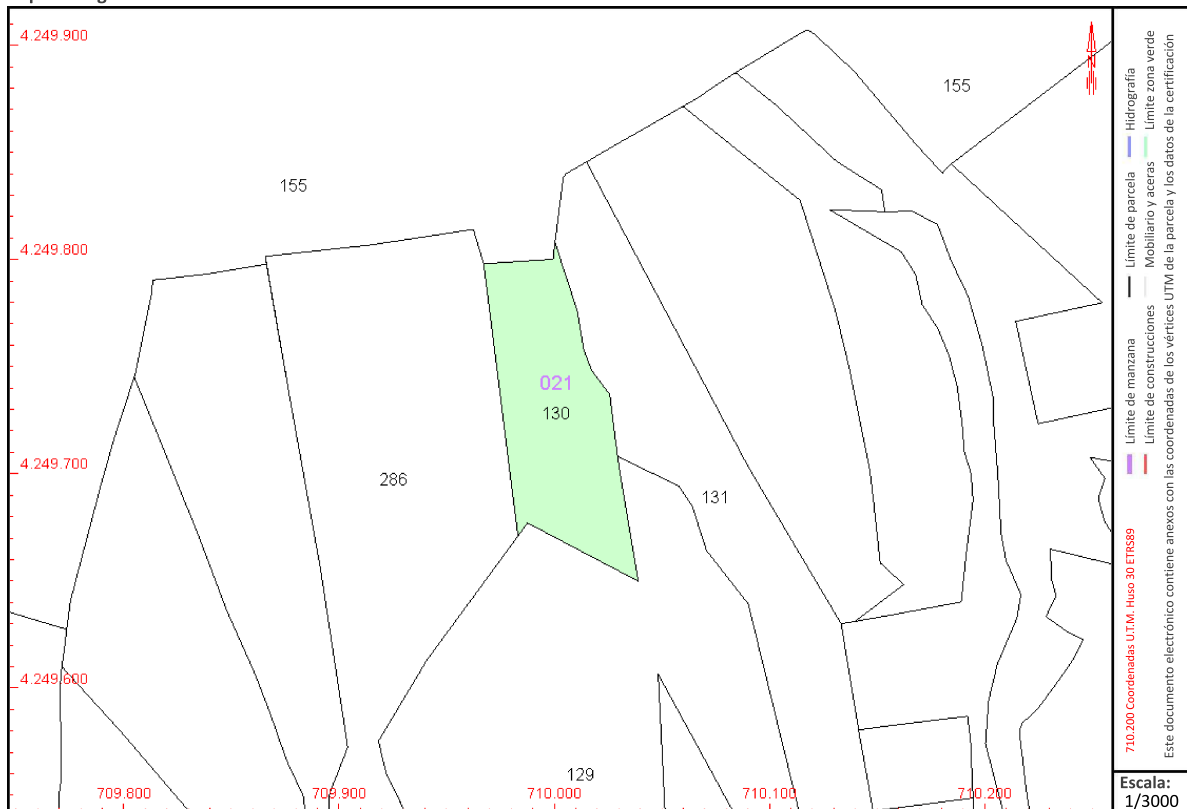 4.249.900
155
155
4.249.800
021
130
4.249.700
286
131
4.249.600
129
709.800
709.900
710.000
710.100
710.200
Límite de manzana
Límite de parcela
Hidrografía
Límite de construcciones
Mobiliario y aceras
Límite zona verde
710.200 Coordenadas U.T.M. Huso 30 ETRS89
Este documento electrónico contiene anexos con las coordenadas de los vértices UTM de la parcela y los datos de la certificación
Escala:
1/3000